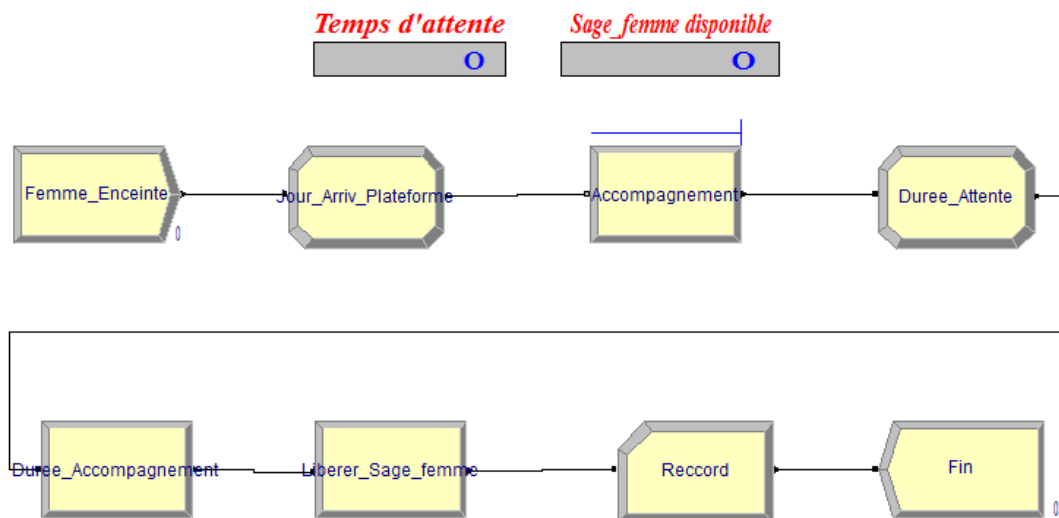 Temps d'attente
Sage_femme disponible
0
0
Femme_Enceinte
Jour_Arriv_Plateforme
Accompagnement
Duree_Attente
0
Duree_Accompagnement
Liberer_Sage_femme
Reccord
Fin
0